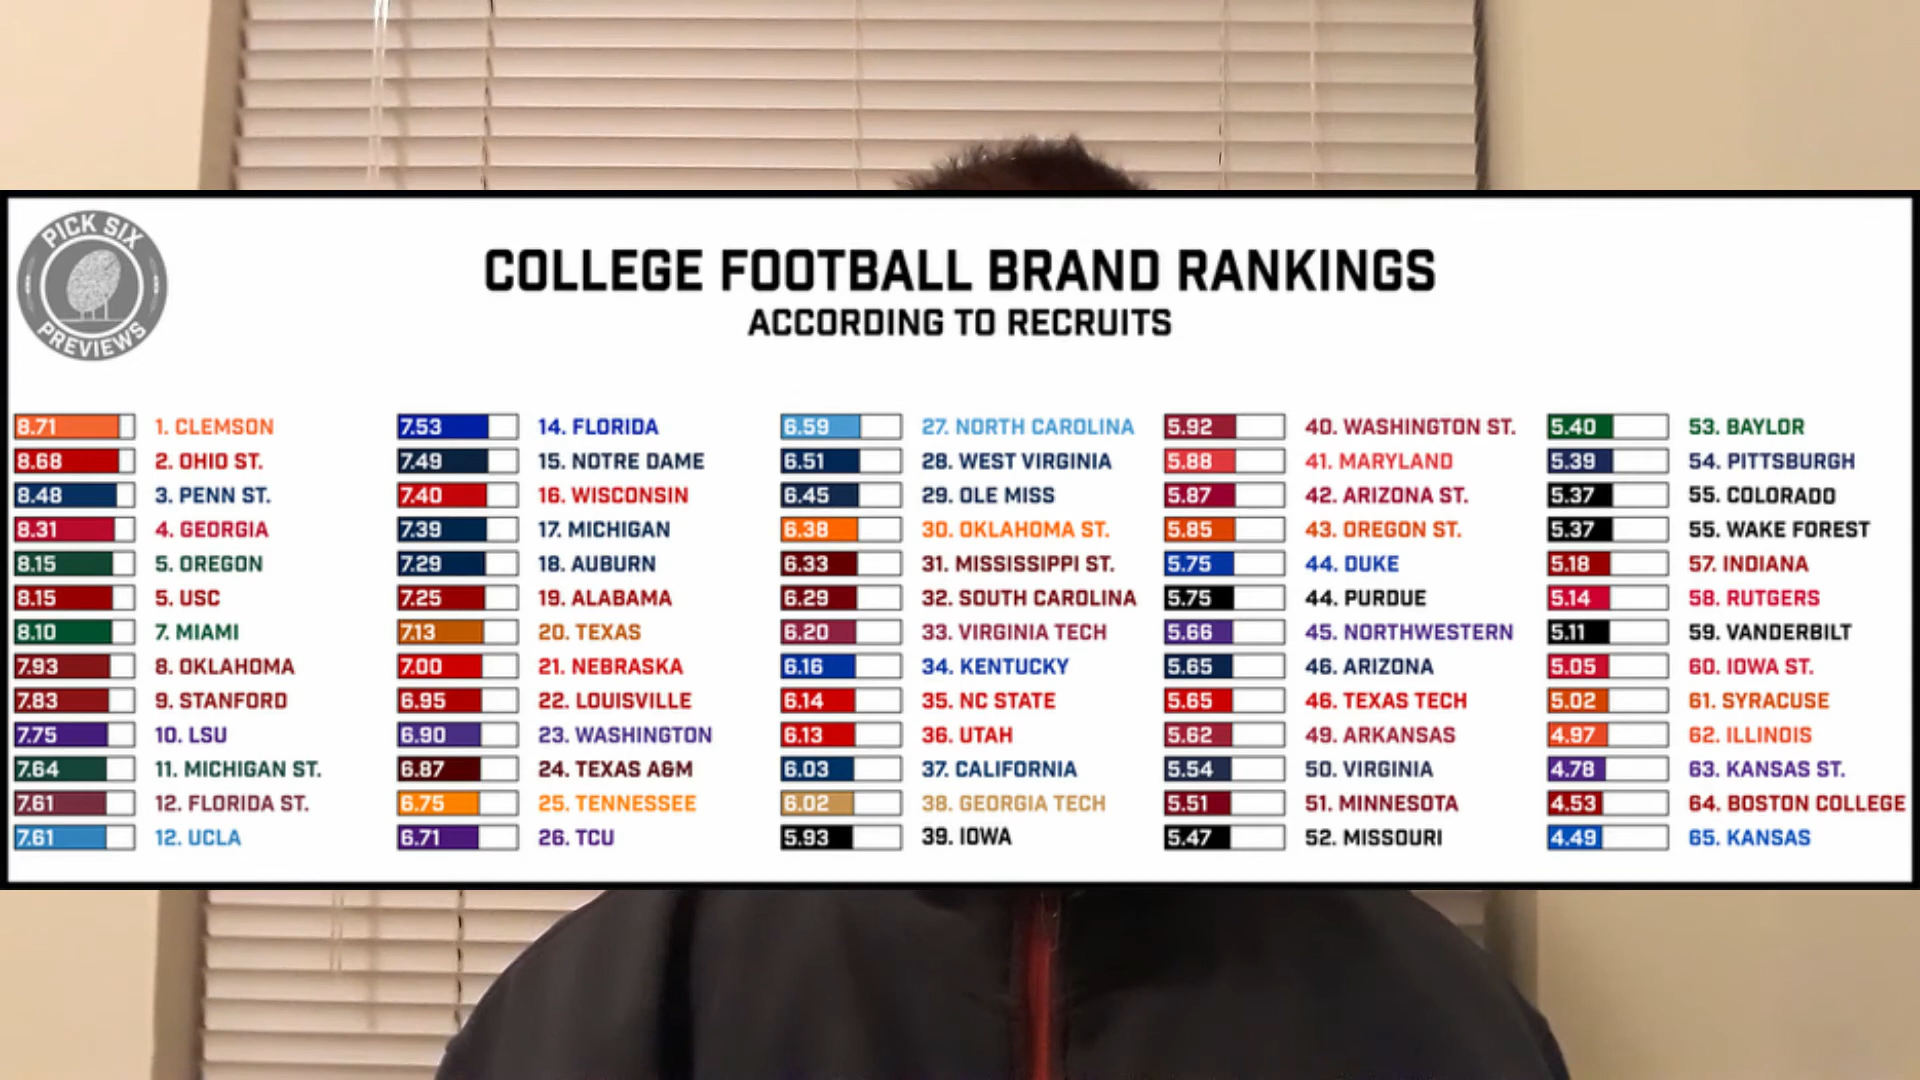 PICK SIX
PREVIEWS
COLLEGE FOOTBALL BRAND RANKINGS
ACCORDING TO RECRUITS
8.71 1. CLEMSON
8.68 2. OHIO ST.
8.48 3. PENN ST.
8.31 4. GEORGIA
8.15 5. OREGON
8.15 5. USC
8.10 7. MIAMI
7.93 8. OKLAHOMA
7.83 9. STANFORD
7.75 10. LSU
7.64 11. MICHIGAN ST.
7.61 12. FLORIDA ST.
7.61 12. UCLA
7.53 14. FLORIDA
7.49 15. NOTRE DAME
7.40 16. WISCONSIN
7.39 17. MICHIGAN
7.29 18. AUBURN
7.25 19. ALABAMA
7.13 20. TEXAS
7.00 21. NEBRASKA
6.95 22. LOUISVILLE
6.90 23. WASHINGTON
6.87 24. TEXAS A&M
6.75 25. TENNESSEE
6.71 26. TCU
6.59 27. NORTH CAROLINA
6.51 28. WEST VIRGINIA
6.45 29. OLE MISS
6.38 30. OKLAHOMA ST.
6.33 31. MISSISSIPPI ST.
6.29 32. SOUTH CAROLINA
6.20 33. VIRGINIA TECH
6.16 34. KENTUCKY
6.14 35. NC STATE
6.13 36. UTAH
6.03 37. CALIFORNIA
6.02 38. GEORGIA TECH
5.93 39. IOWA
5.92 40. WASHINGTON ST.
5.88 41. MARYLAND
5.87 42. ARIZONA ST.
5.85 43. OREGON ST.
5.75 44. DUKE
5.75 44. PURDUE
5.66 45. NORTHWESTERN
5.65 46. ARIZONA
5.65 46. TEXAS TECH
5.62 49. ARKANSAS
5.54 50. VIRGINIA
5.51 51. MINNESOTA
5.47 52. MISSOURI
5.40 53. BAYLOR
5.39 54. PITTSBURGH
5.37 55. COLORADO
5.37 55. WAKE FOREST
5.18 57. INDIANA
5.14 58. RUTGERS
5.11 59. VANDERBILT
5.05 60. IOWA ST.
5.02 61. SYRACUSE
4.97 62. ILLINOIS
4.78 63. KANSAS ST.
4.53 64. BOSTON COLLEGE
4.49 65. KANSAS